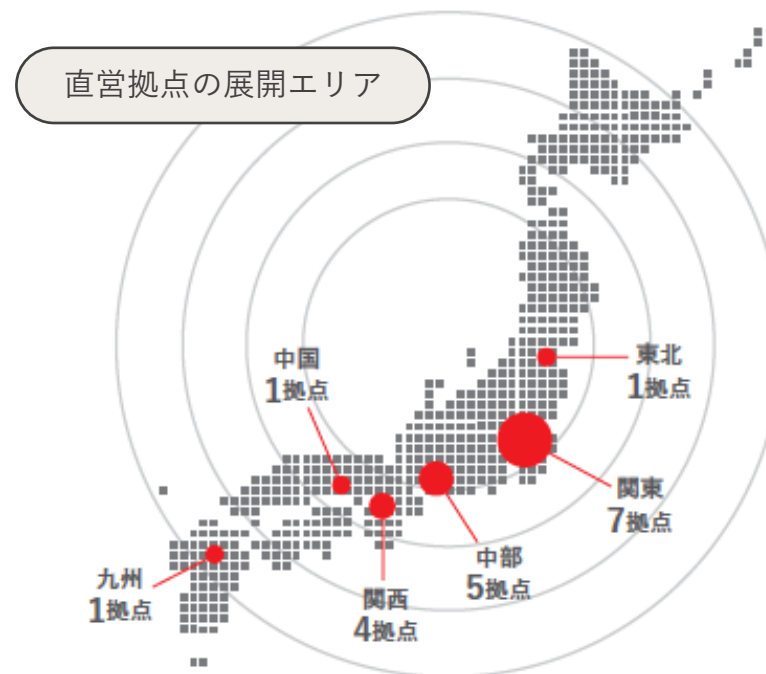 直営拠点の展開エリア
中国
1拠点
東北
1拠点
関東
7拠点
中部
5拠点
九州
1拠点
関西
4拠点